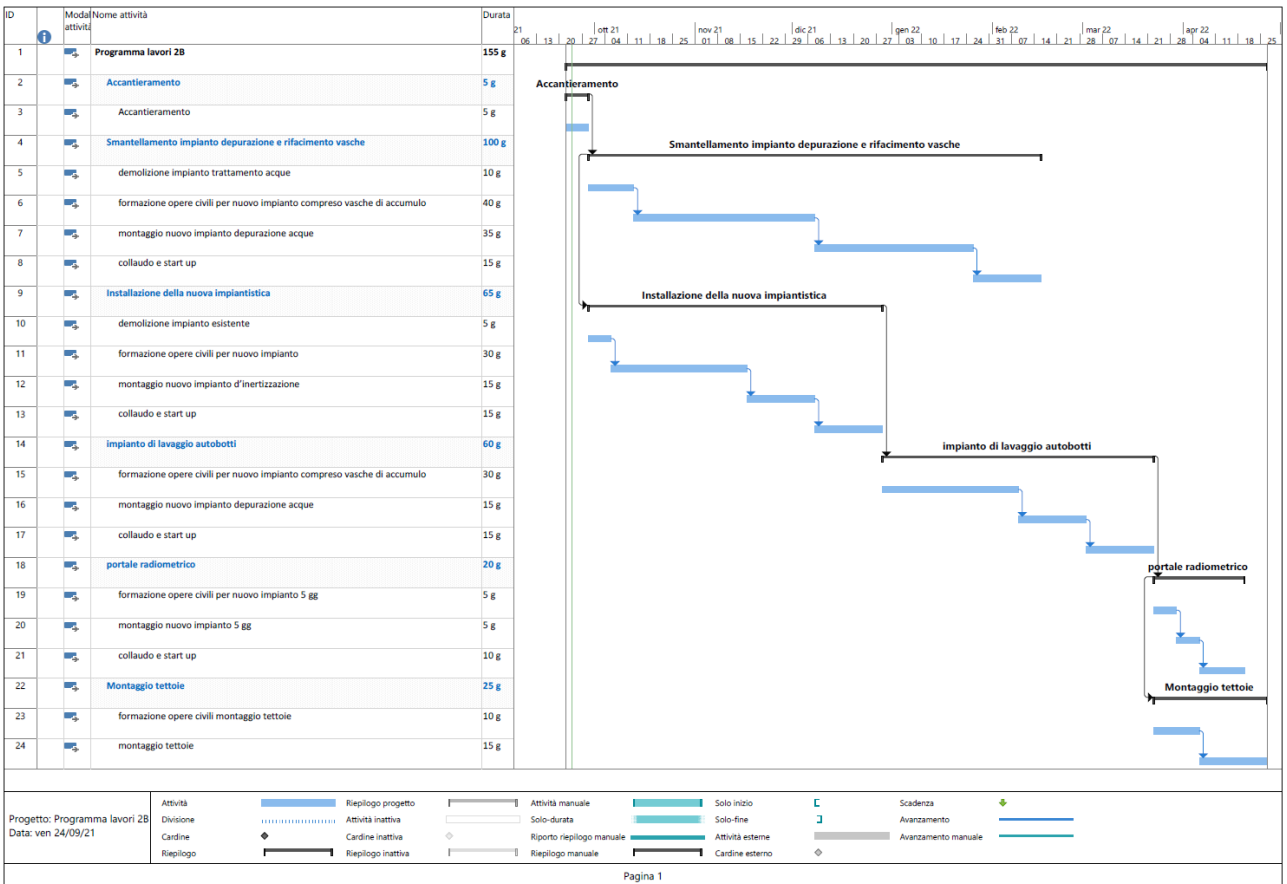 ID Modal attività Nome attività Durata
21 ott 21 nov 21 dic 21 gen 22 feb 22 mar 22 apr 22
06 13 20 27 04 11 18 25 01 08 15 22 29 06 13 20 27 03 10 17 24 31 07 14 21 28 07 14 21 28 04 11 18 25
1 Programma lavori 2B 155 g
2 Accantieramento 5 g Accantieramento
3 Accantieramento 5 g
4 Smantellamento impianto depurazione e rifacimento vasche 100 g Smantellamento impianto depurazione e rifacimento vasche
5 demolizione impianto trattamento acque 10 g
6 formazione opere civili per nuovo impianto compreso vasche di accumulo 40 g
7 montaggio nuovo impianto depurazione acque 35 g
8 collaudo e start up 15 g
9 Installazione della nuova impiantistica 65 g Installazione della nuova impiantistica
10 demolizione impianto esistente 5 g
11 formazione opere civili per nuovo impianto 30 g
12 montaggio nuovo impianto d'inertizzazione 15 g
13 collaudo e start up 15 g
14 impianto di lavaggio autobotti 60 g impianto di lavaggio autobotti
15 formazione opere civili per nuovo impianto compreso vasche di accumulo 30 g
16 montaggio nuovo impianto depurazione acque 15 g
17 collaudo e start up 15 g
18 portale radiometrico 20 g portale radiometrico
19 formazione opere civili per nuovo impianto 5 gg 5 g
20 montaggio nuovo impianto 5 gg 5 g
21 collaudo e start up 10 g
22 Montaggio tettoie 25 g Montaggio tettoie
23 formazione opere civili montaggio tettoie 10 g
24 montaggio tettoie 15 g
Progetto: Programma lavori 2B
Data: ven 24/09/21
Attività Riepilogo progetto Attività manuale Solo inizio Scadenza
Divisione Attività inattiva Solo-durata Solo-fine Avanzamento
Cardine Cardine inattiva Riporto riepilogo manuale Attività esterne Avanzamento manuale
Riepilogo Riepilogo inattiva Riepilogo manuale Cardine esterno
Pagina 1